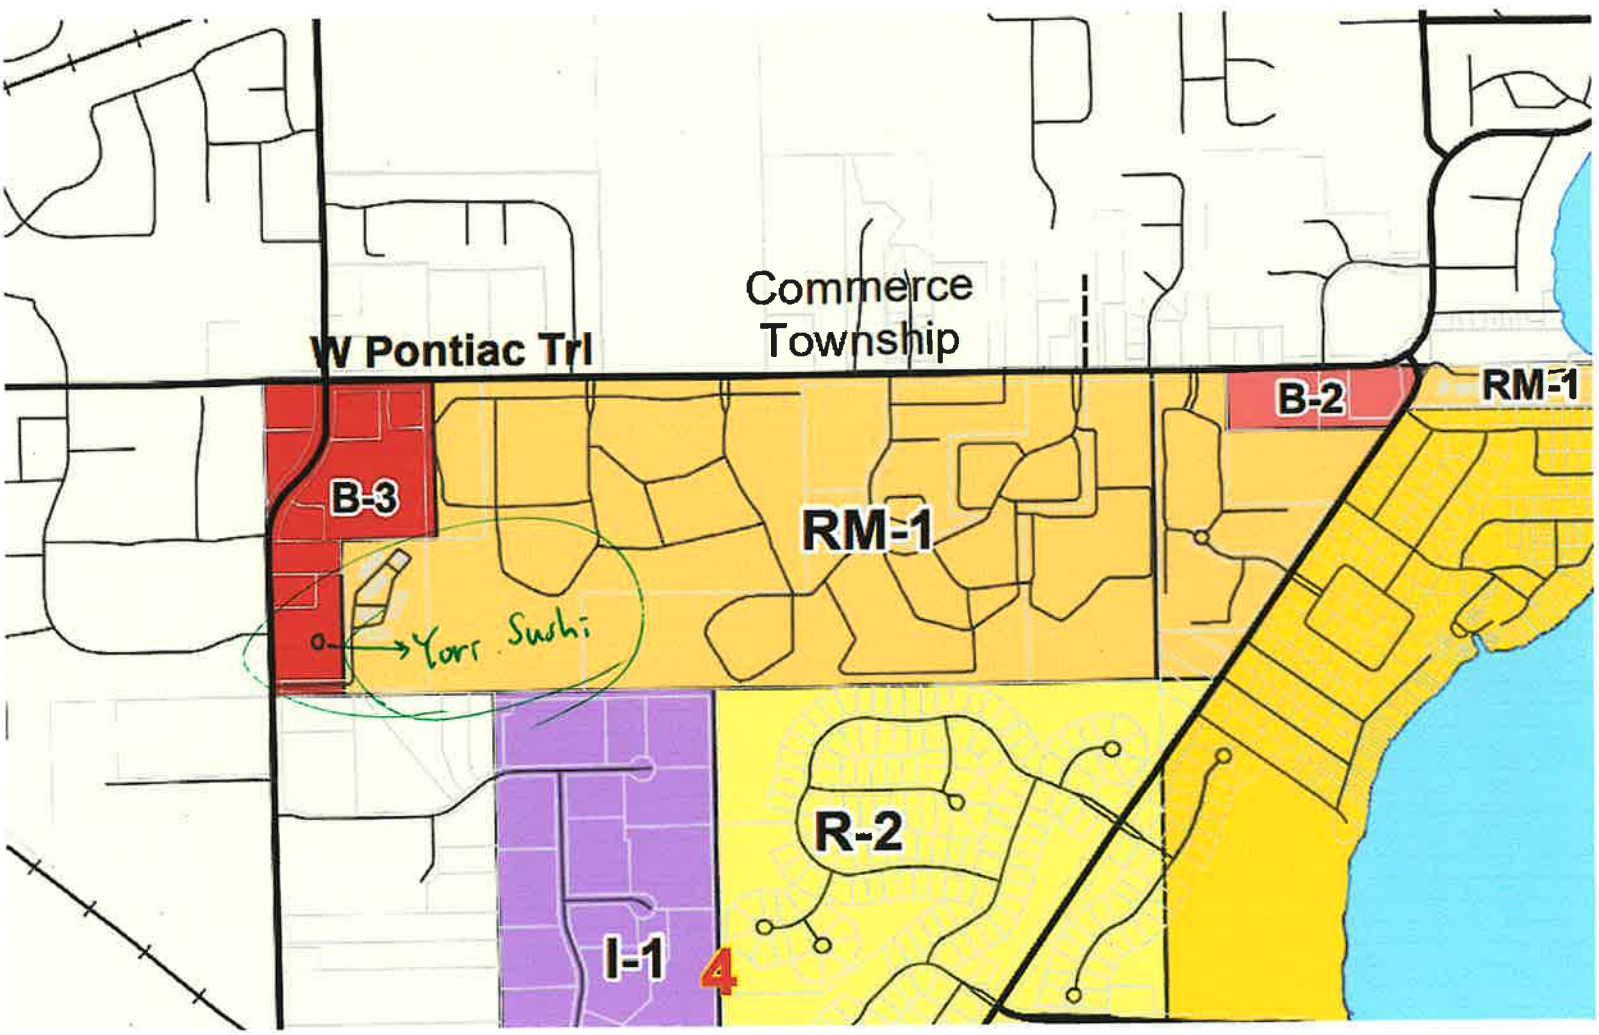 Commerce
Township
W Pontiac Trl
B-2
RM-1
B-3
RM-1
Yorr Sushi
R-2
I-1
4